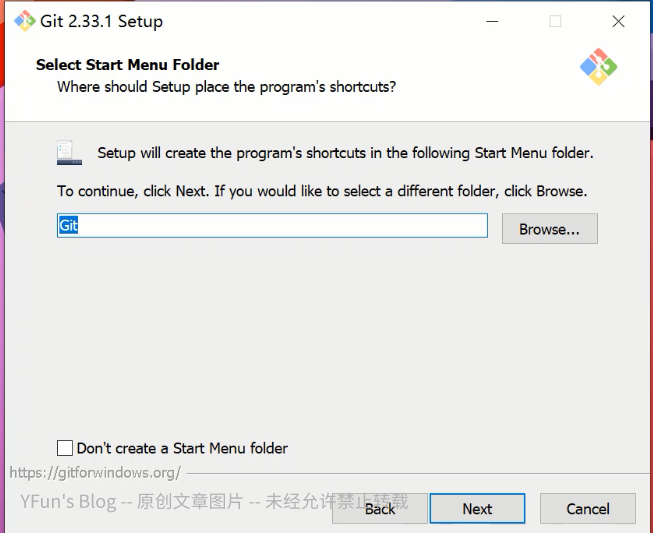 Git 2.33.1 Setup
Select Start Menu Folder
Where should Setup place the program's shortcuts?
Setup will create the program's shortcuts in the following Start Menu folder.
To continue, click Next. If you would like to select a different folder, click Browse.
Git
Browse...
Don't create a Start Menu folder
https://gitforwindows.org/
YFun's Blog -- 原创文章图片 -- 未经允许禁止转载
Back
Next
Cancel